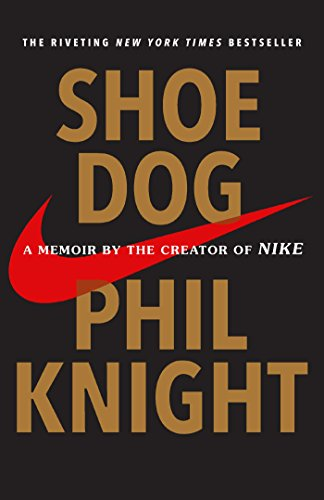 THE RIVETING NEW YORK TIMES BESTSELLER
SHOE
DOG
A MEMOIR BY THE CREATOR OF NIKE
PHIL
KNIGHT